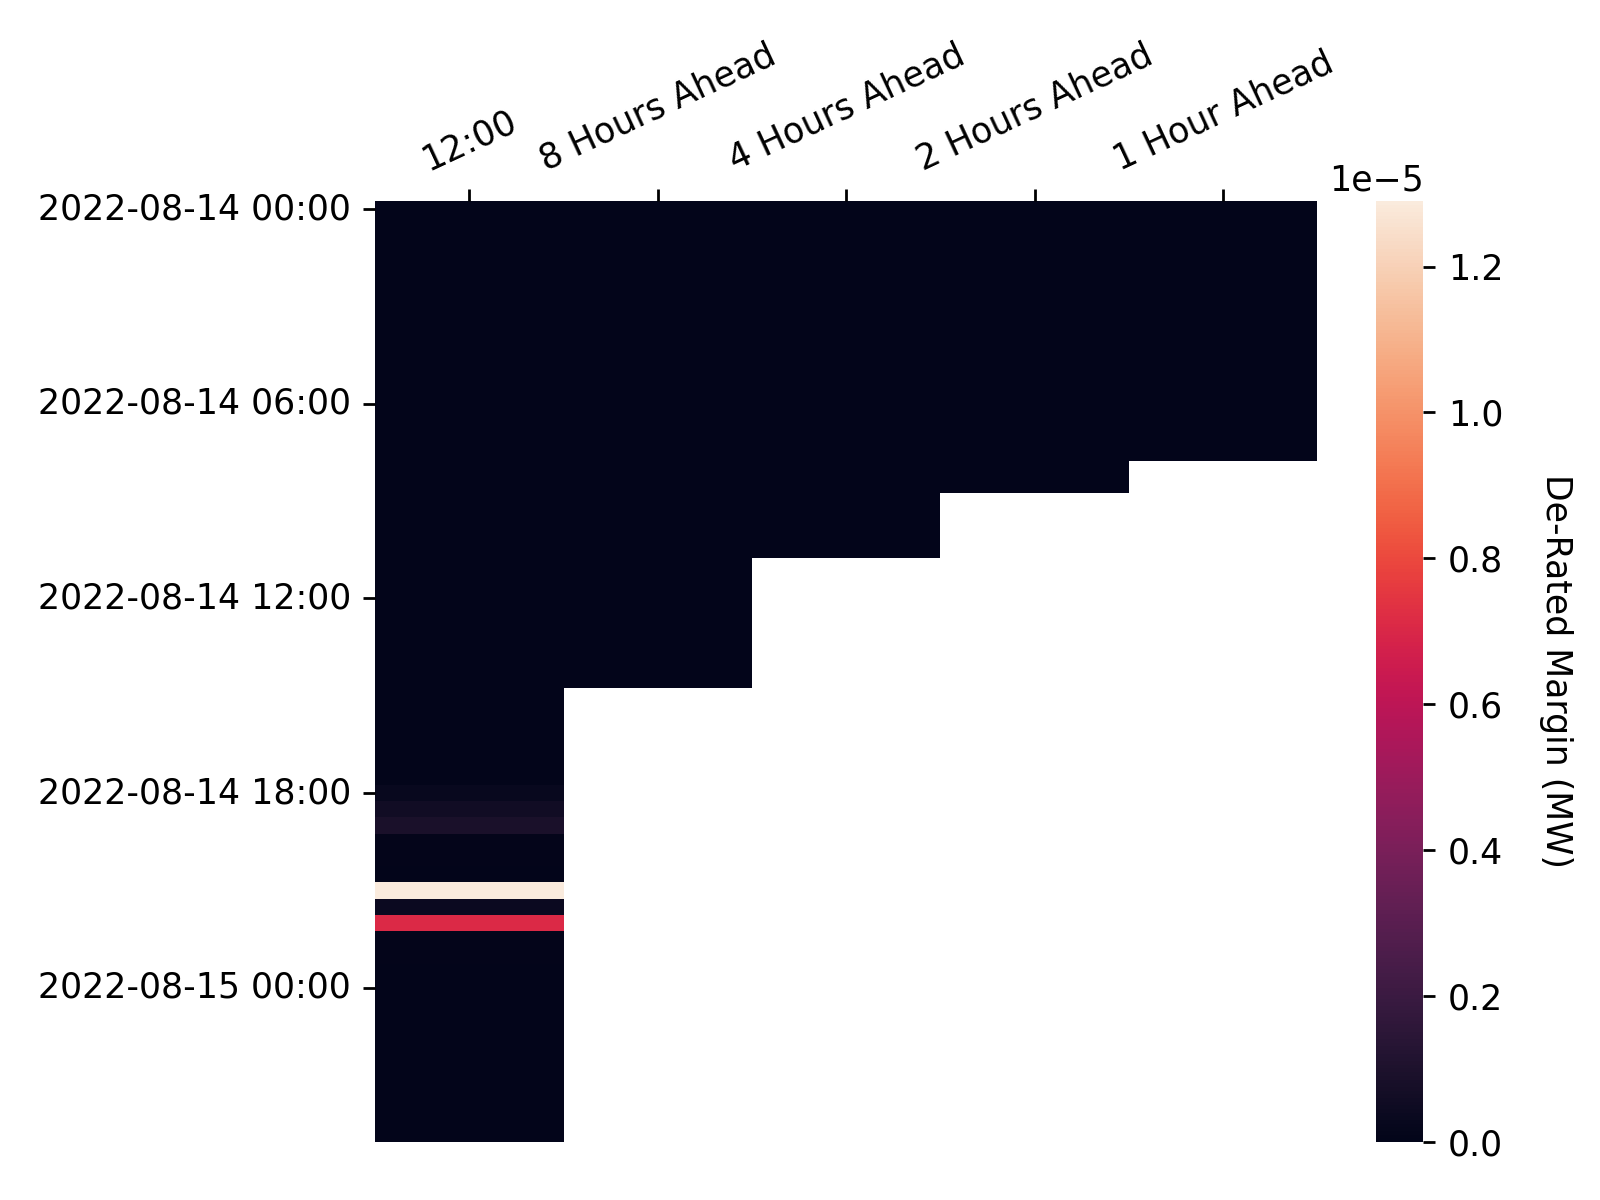 12:00
8 Hours Ahead
4 Hours Ahead
2 Hours Ahead
1 Hour Ahead
2022-08-14 00:00
2022-08-14 06:00
2022-08-14 12:00
2022-08-14 18:00
2022-08-15 00:00
1e−5
1.2
1.0
0.8
0.6
0.4
0.2
0.0
De-Rated Margin (MW)